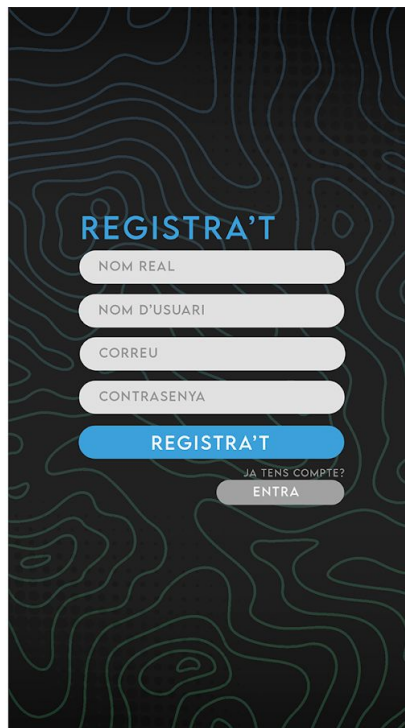 REGISTRA'T
NOM REAL
NOM D'USUARI
CORREU
CONTRASENYA
REGISTRA'T
JA TENS COMPTE?
ENTRA